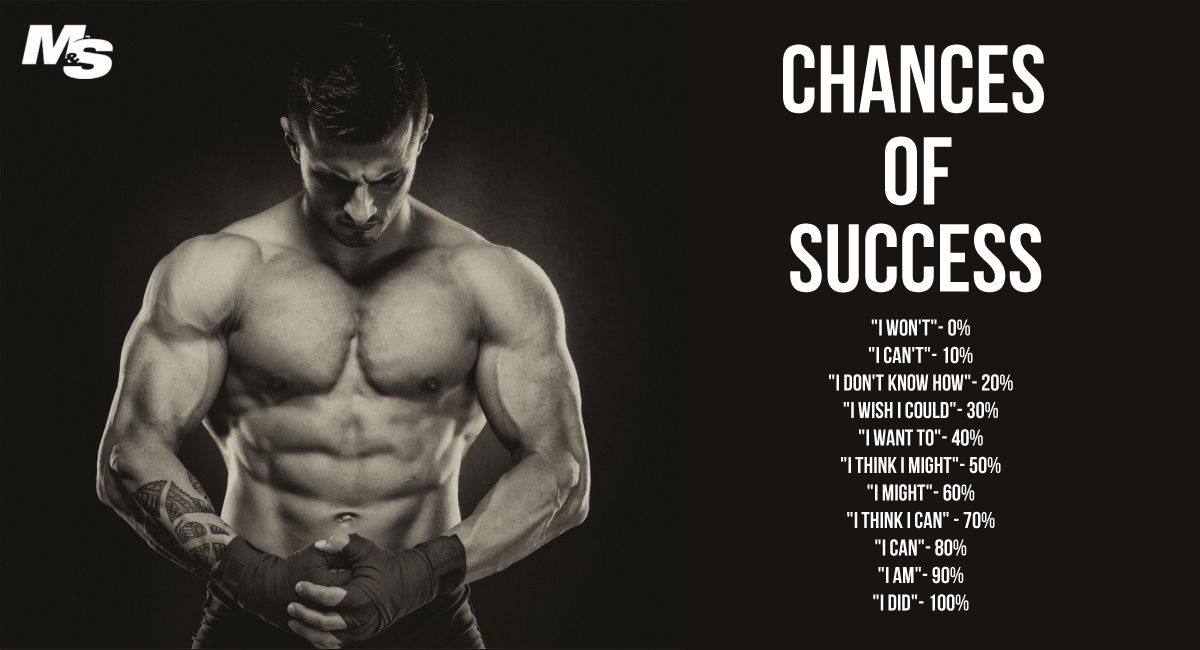 M&S
CHANCES
OF
SUCCESS
"I WON'T"- 0%
"I CAN'T"- 10%
"I DON'T KNOW HOW"- 20%
"I WISH I COULD"- 30%
"I WANT TO"- 40%
"I THINK I MIGHT"- 50%
"I MIGHT"- 60%
"I THINK I CAN" - 70%
"I CAN"- 80%
"I AM"- 90%
"I DID"- 100%